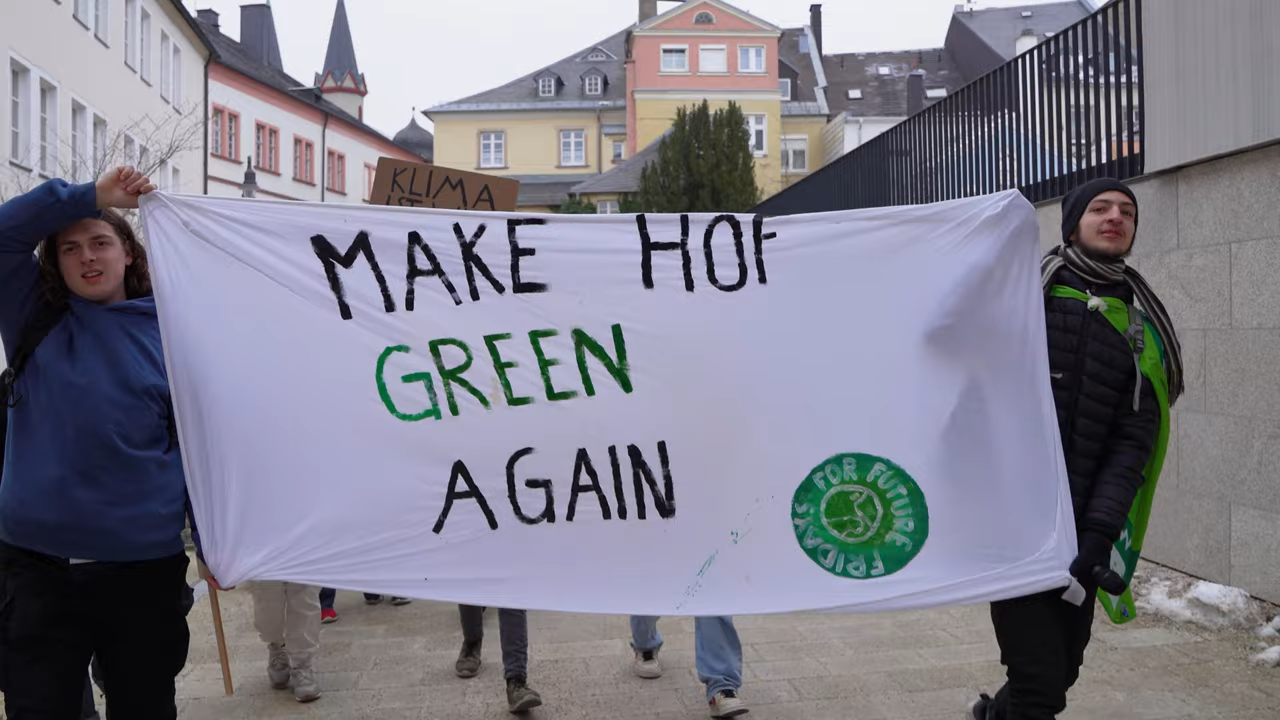 KLIMA
MAKE HOF
GREEN
AGAIN
FRIDAYS FOR FUTURE